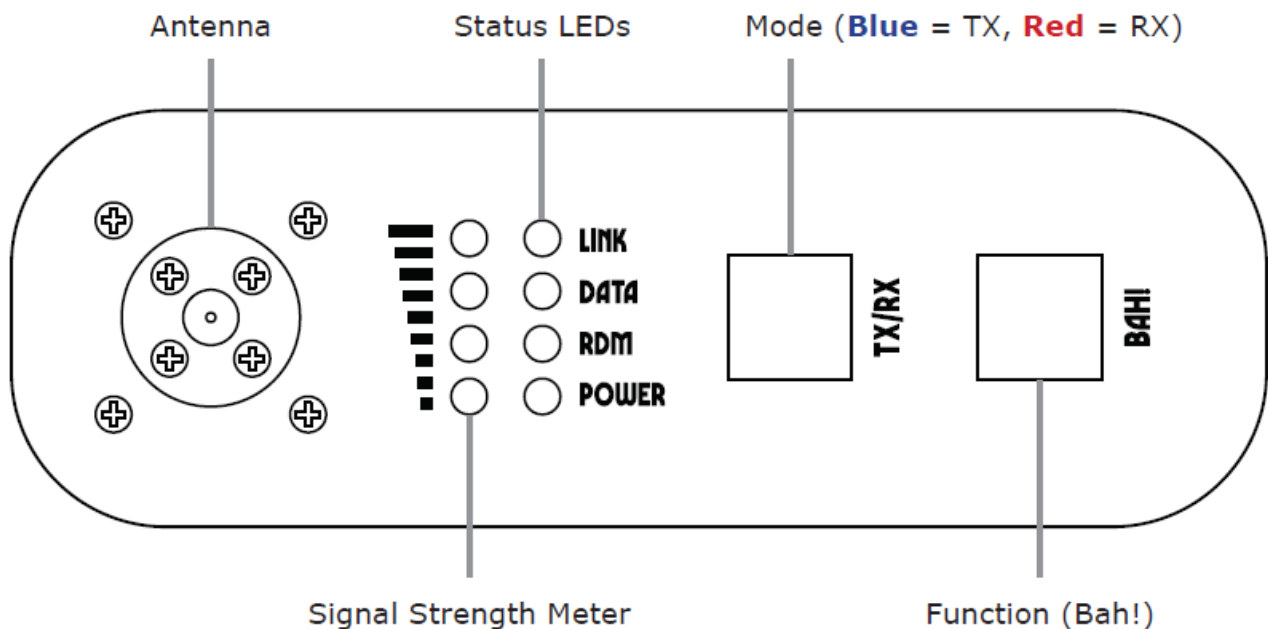 Antenna
Status LEDs
Mode (Blue = TX, Red = RX)
LINK
DATA
RDM
POWER
TX/RX
BAH!
Signal Strength Meter
Function (Bah!)